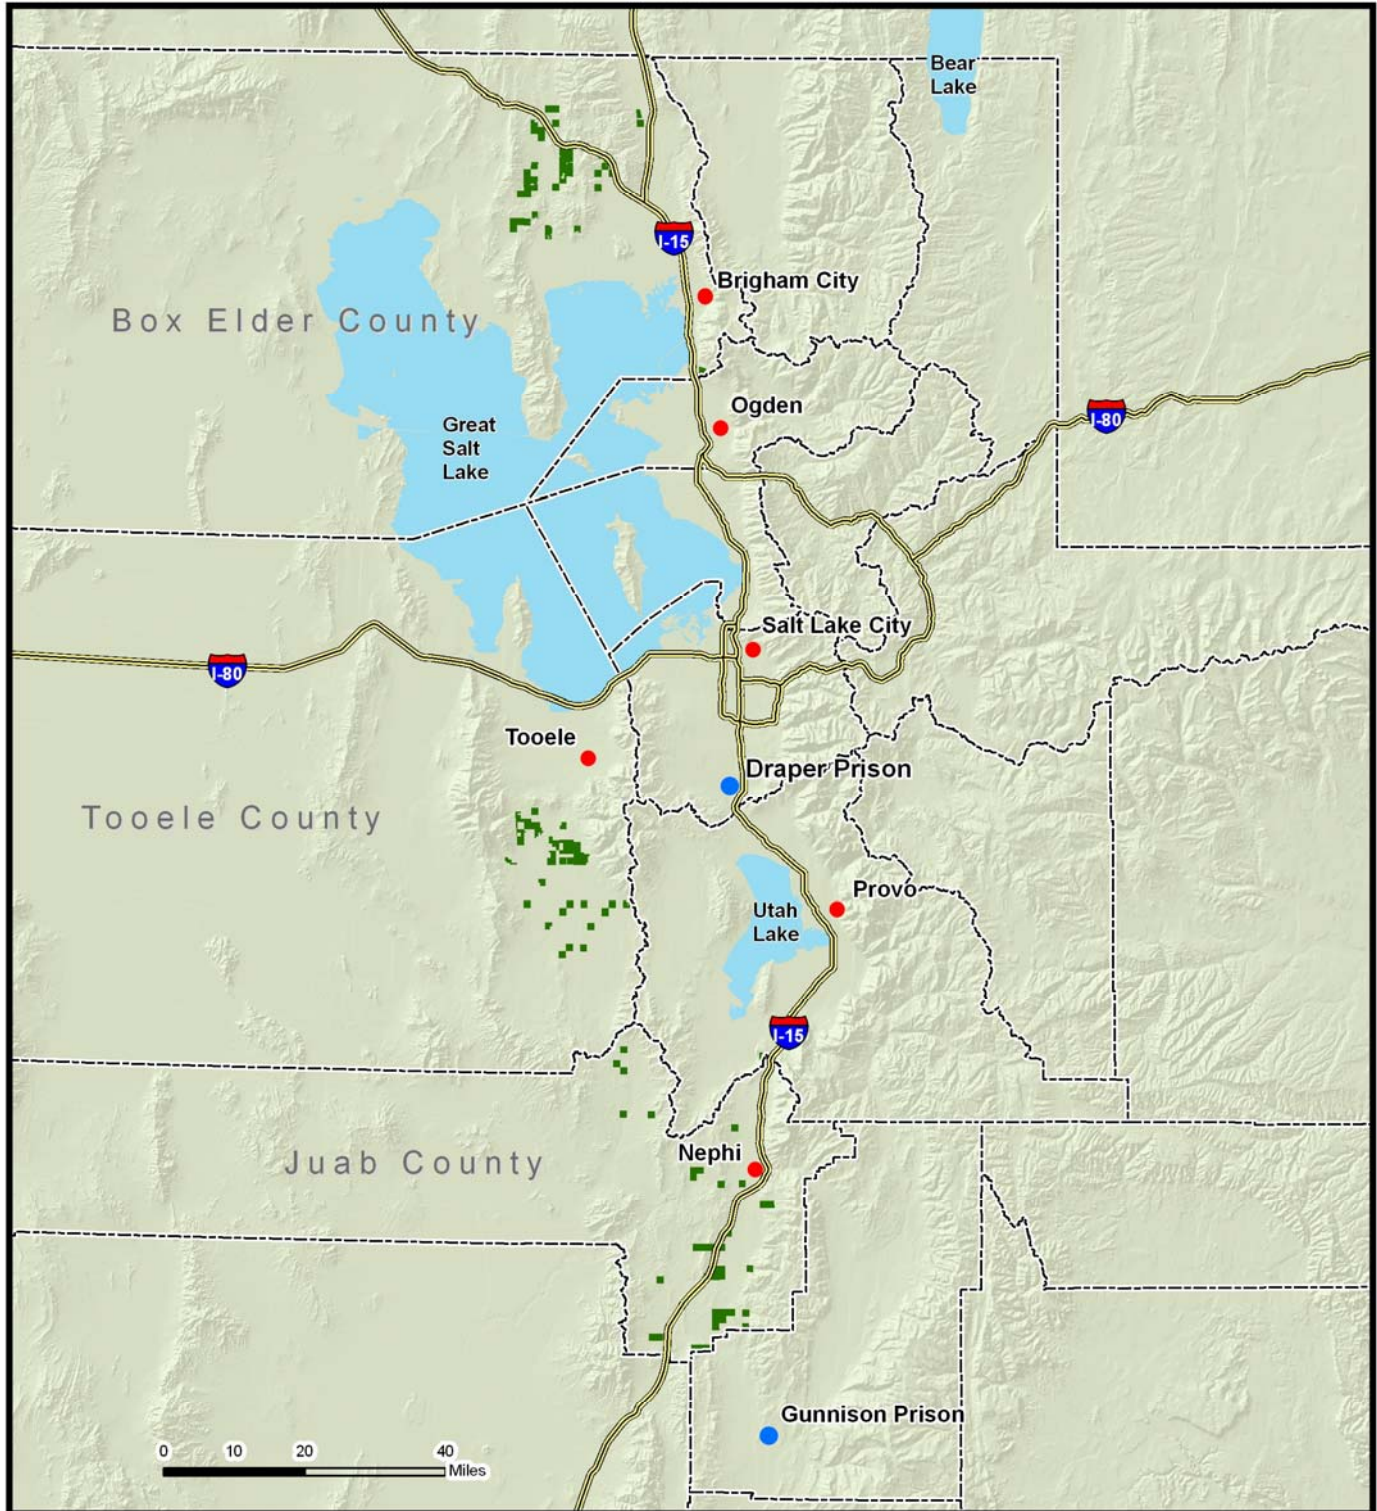 Bear
Lake
I-15
Brigham City
Box Elder County
Ogden
I-80
Great
Salt
Lake
Salt Lake City
I-80
Tooele
Draper Prison
Tooele County
Provo
Utah
Lake
I-15
Nephi
Juab County
Gunnison Prison
0 10 20 40
Miles